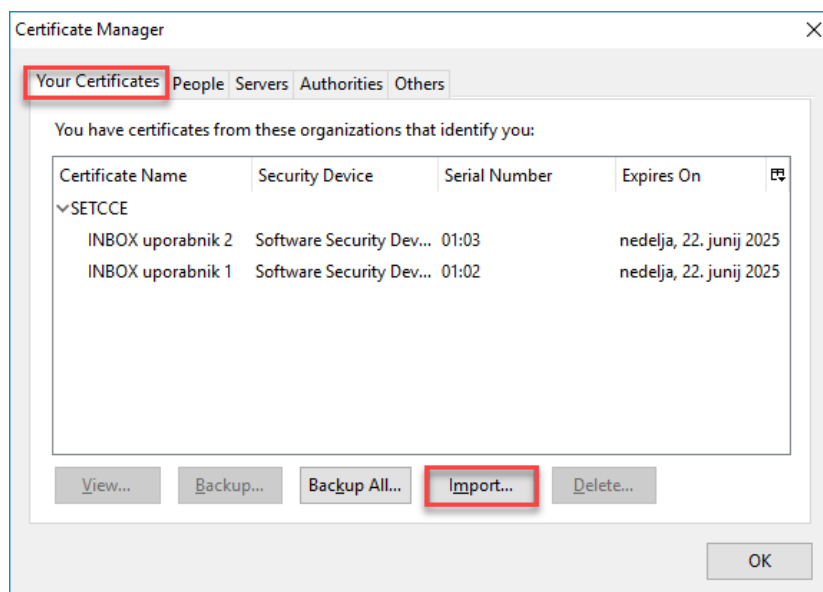 Certificate Manager
Your Certificates People Servers Authorities Others
You have certificates from these organizations that identify you:
Certificate Name Security Device Serial Number Expires On
SETCCE
INBOX uporabnik 2 Software Security Dev... 01:03 nedelja, 22. junij 2025
INBOX uporabnik 1 Software Security Dev... 01:02 nedelja, 22. junij 2025
View... Backup... Backup All... Import... Delete...
OK